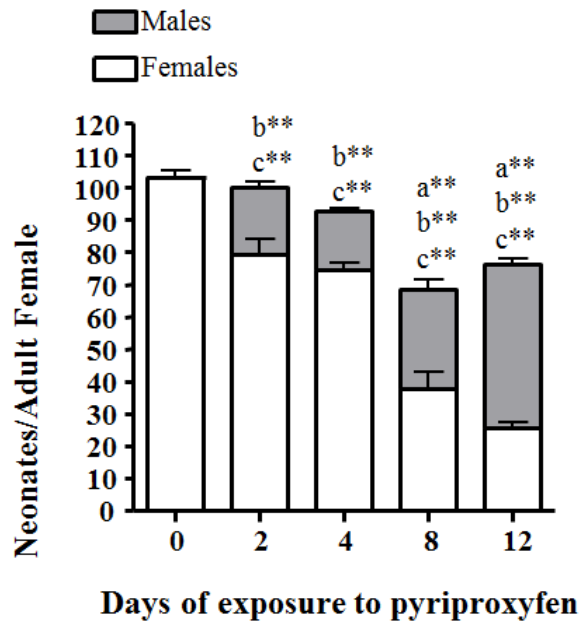 Males
Females
Neonates/Adult Female
120
110
100
90
80
70
60
50
40
30
20
10
0
b**
c**
b**
c**
a**
b**
c**
a**
b**
c**
0 2 4 8 12
Days of exposure to pyriproxyfen